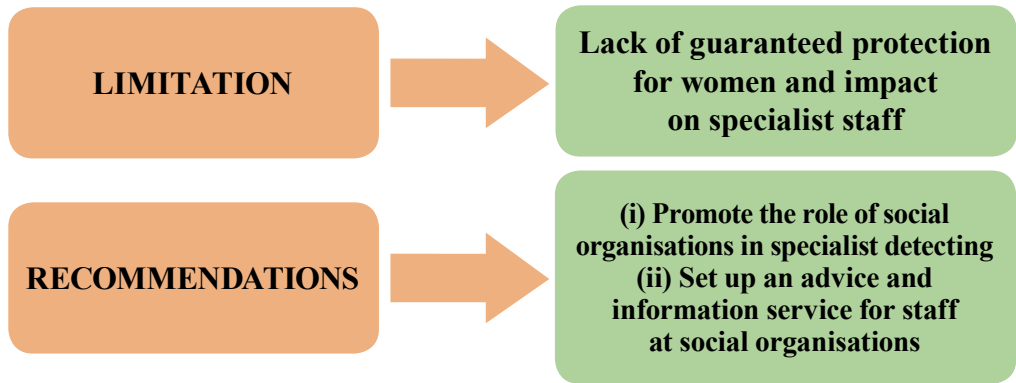 LIMITATION
Lack of guaranteed protection
for women and impact
on specialist staff
RECOMMENDATIONS
(i) Promote the role of social
organisations in specialist detecting
(ii) Set up an advice and
information service for staff
at social organisations